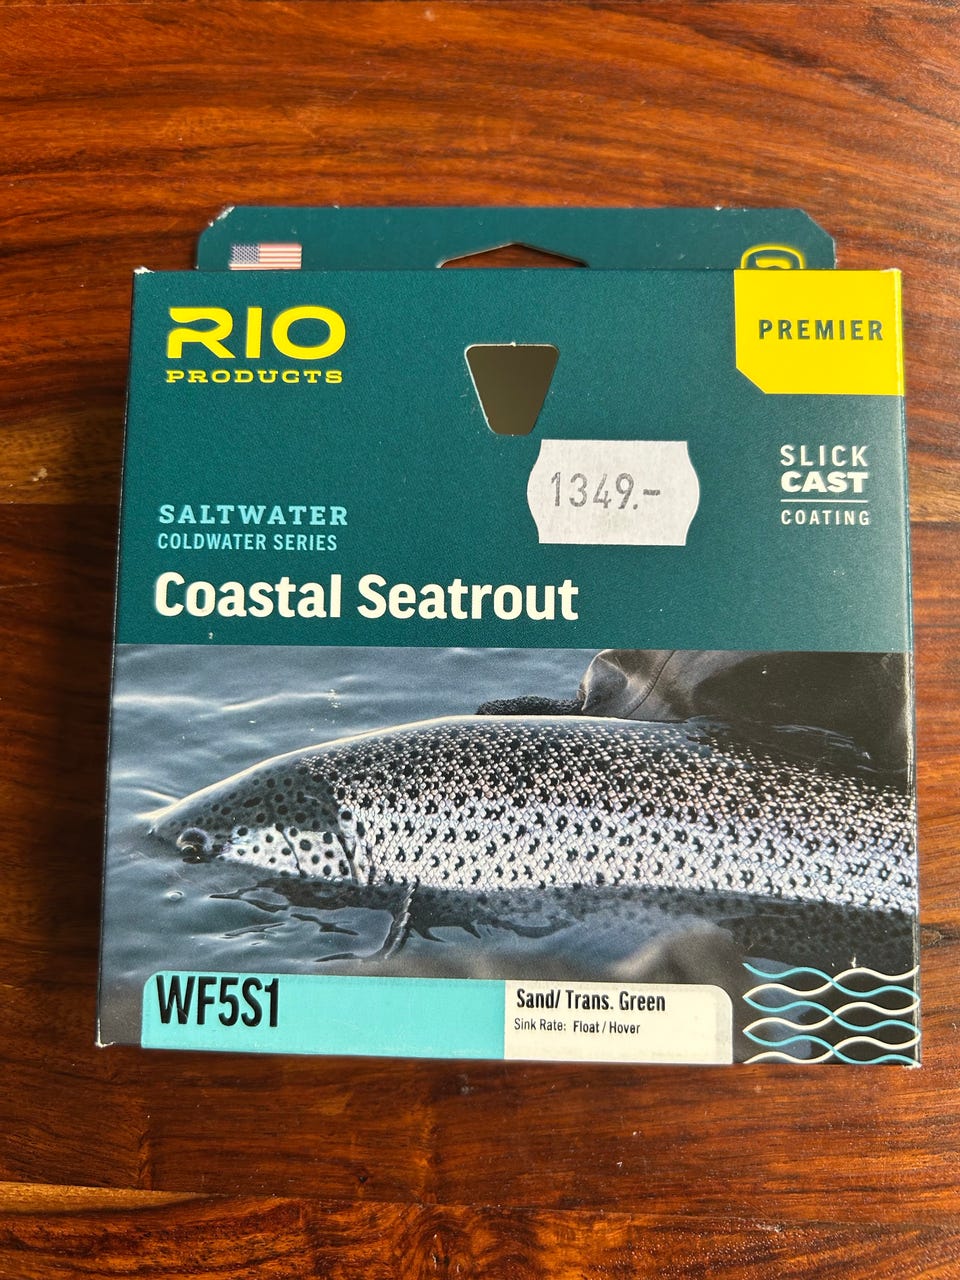 RIO
PRODUCTS
PREMIER
SLICK
CAST
COATING
1349.-
SALTWATER
COLDWATER SERIES
Coastal Seatrout
WF5S1
Sand/ Trans. Green
Sink Rate: Float / Hover